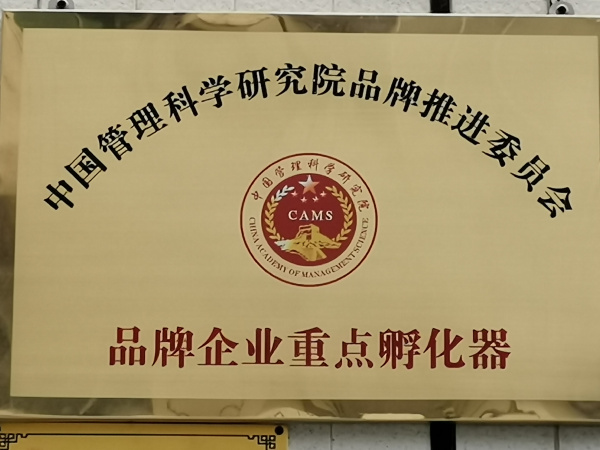 中国管理科学研究院品牌推进委员会
中国管理科学研究院
CAMS
CHINA ACADEMY OF MANAGEMENT SCIENCE
品牌企业重点孵化器